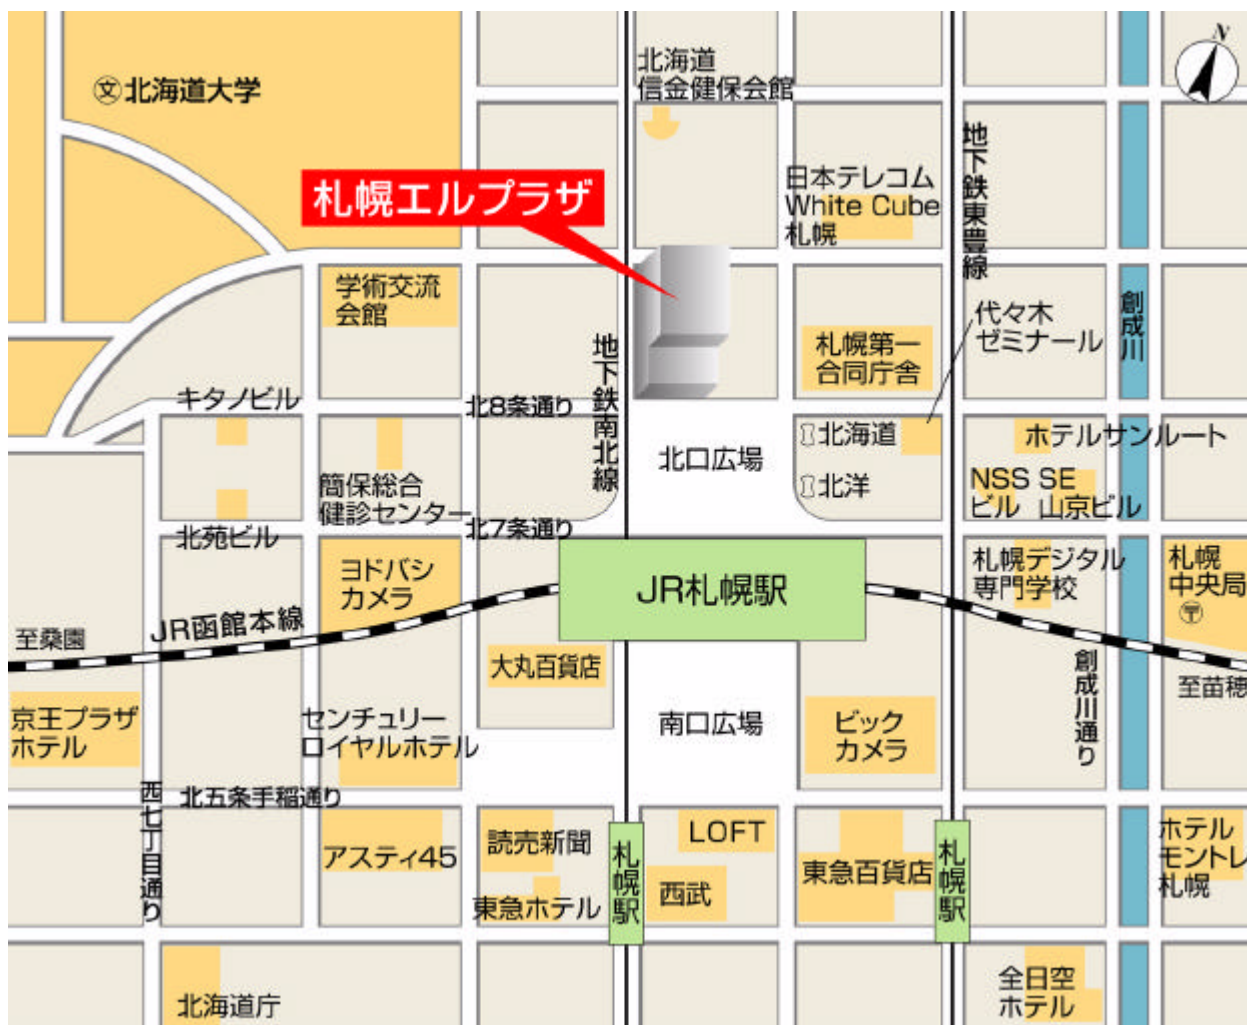 N
北海道
信金健保会館
文北海道大学
地下鉄東豊線
日本テレコム
White Cube
札幌
札幌エルプラザ
学術交流
会館
創成川
代々木
ゼミナール
札幌第一
合同庁舎
地下鉄南北線
キタノビル
北8条通り
北海道
ホテルサンルート
北口広場
簡保総合
健診センター
北洋
NSS SE
ビル 山京ビル
北苑ビル
北7条通り
ヨドバシ
カメラ
JR札幌駅
札幌デジタル
専門学校
札幌
中央局
〒
JR函館本線
至桑園
大丸百貨店
創成川通り
至苗穂
京王プラザ
ホテル
センチュリー
ロイヤルホテル
南口広場
ビック
カメラ
西七丁目通り
北五条手稲通り
アスティ45
読売新聞
東急ホテル
札幌駅
LOFT
西武
東急百貨店
札幌駅
ホテル
モントレ
札幌
北海道庁
全日空
ホテル